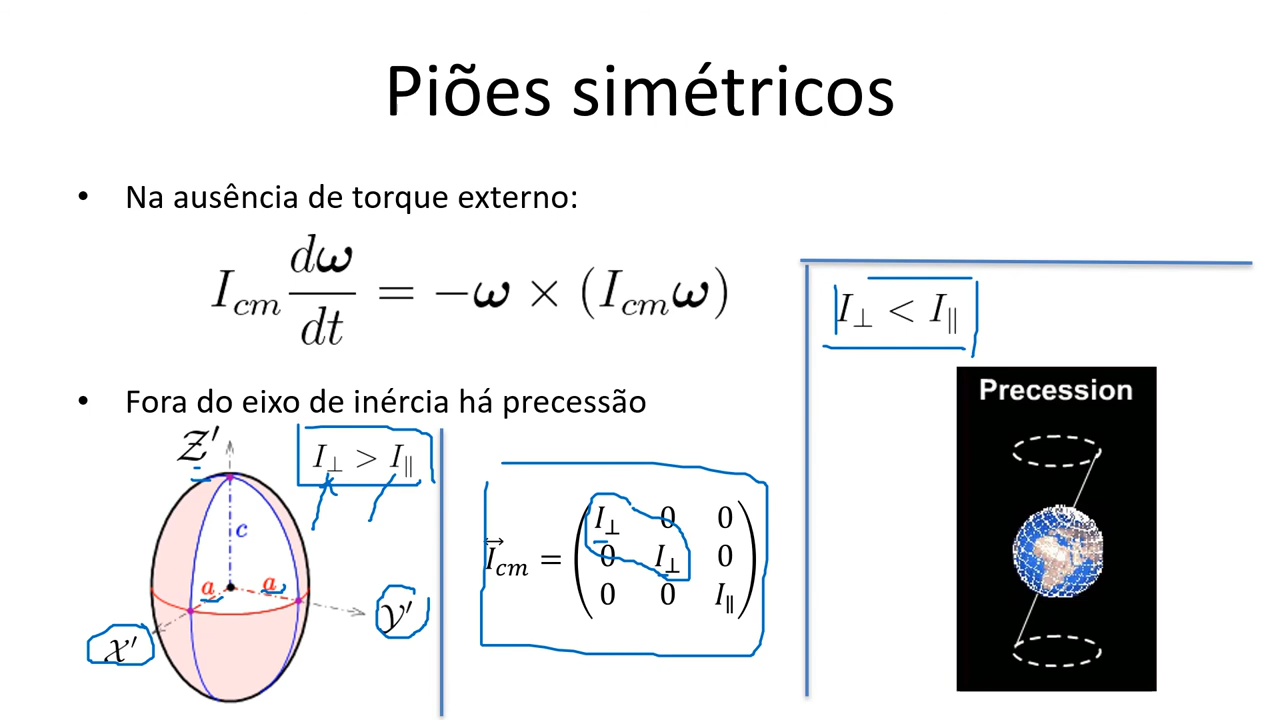 Piões simétricos
• Na ausência de torque externo:
I_cm dω/dt = −ω × (I_cm ω)
I⊥ < I∥
• Fora do eixo de inércia há precessão
Precession
Z′
I⊥ > I∥
c
a a
Y′
X′
I⃡_cm = ( I⊥ 0 0
0 I⊥ 0
0 0 I∥ )